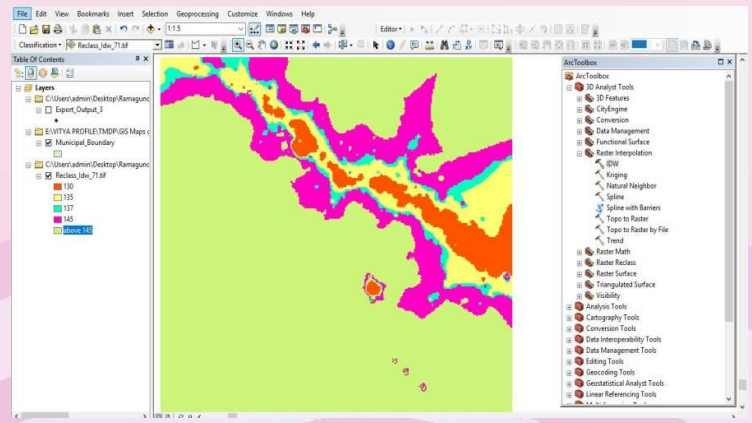 File Edit View Bookmarks Insert Selection Geoprocessing Customize Windows Help
1:1.5
Editor
Classification Reclass_Idw_71.tif
Table Of Contents
Layers
C:\Users\admin\Desktop\Ramagunc
Export_Output_3
E:\VITYA PROFILE\TMDP\GIS Maps c
Municipal_Boundary
C:\Users\admin\Desktop\Ramagunc
Reclass_Idw_71.tif
130
135
137
145
above 145
ArcToolbox
ArcToolbox
3D Analyst Tools
3D Features
CityEngine
Conversion
Data Management
Functional Surface
Raster Interpolation
IDW
Kriging
Natural Neighbor
Spline
Spline with Barriers
Topo to Raster
Topo to Raster by File
Trend
Raster Math
Raster Reclass
Raster Surface
Triangulated Surface
Visibility
Analysis Tools
Cartography Tools
Conversion Tools
Data Interoperability Tools
Data Management Tools
Editing Tools
Geocoding Tools
Geostatistical Analyst Tools
Linear Referencing Tools